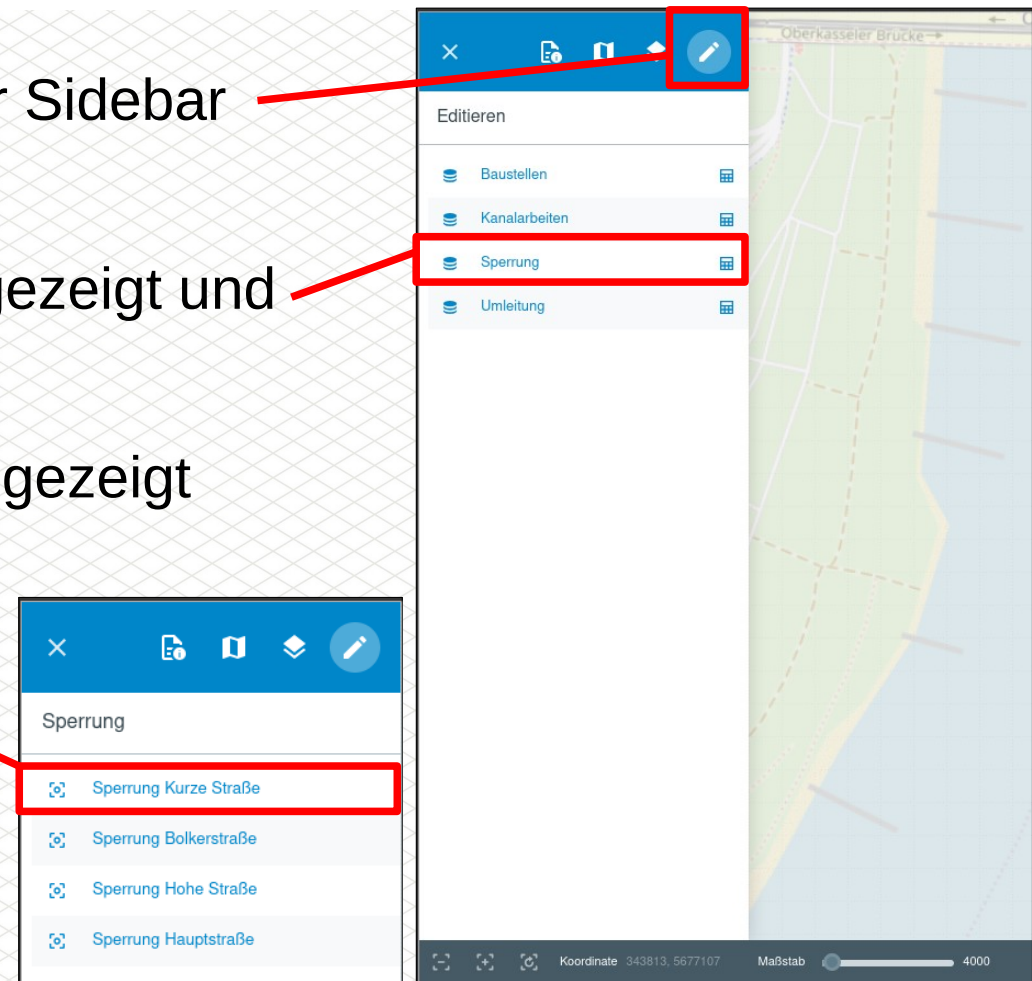 r Sidebar
gezeigt und
gezeigt
Oberkasseler Brücke
Editieren
Baustellen
Kanalarbeiten
Sperrung
Umleitung
Koordinate 343813, 5677107 Maßstab 4000
Sperrung
Sperrung Kurze Straße
Sperrung Bolkerstraße
Sperrung Hohe Straße
Sperrung Hauptstraße